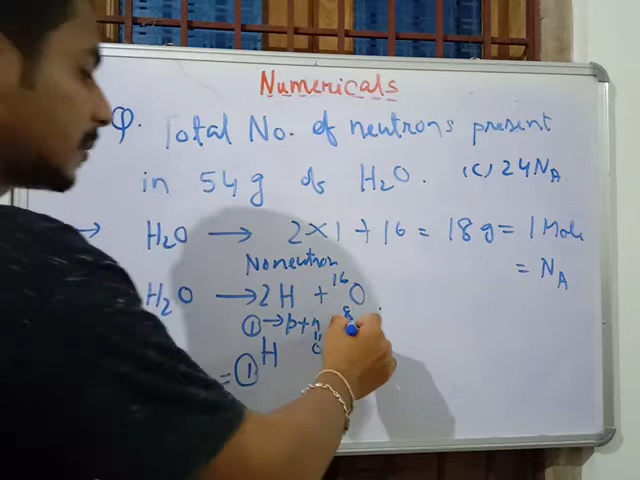 Numericals
Q. Total No. of neutrons present
in 54g of H₂O. (C) 24NA
→ H₂O → 2×1+16 = 18g = 1 Mole
= NA
No neutron
H₂O → 2H + ¹⁶₈O
① → p+n
H
= ①